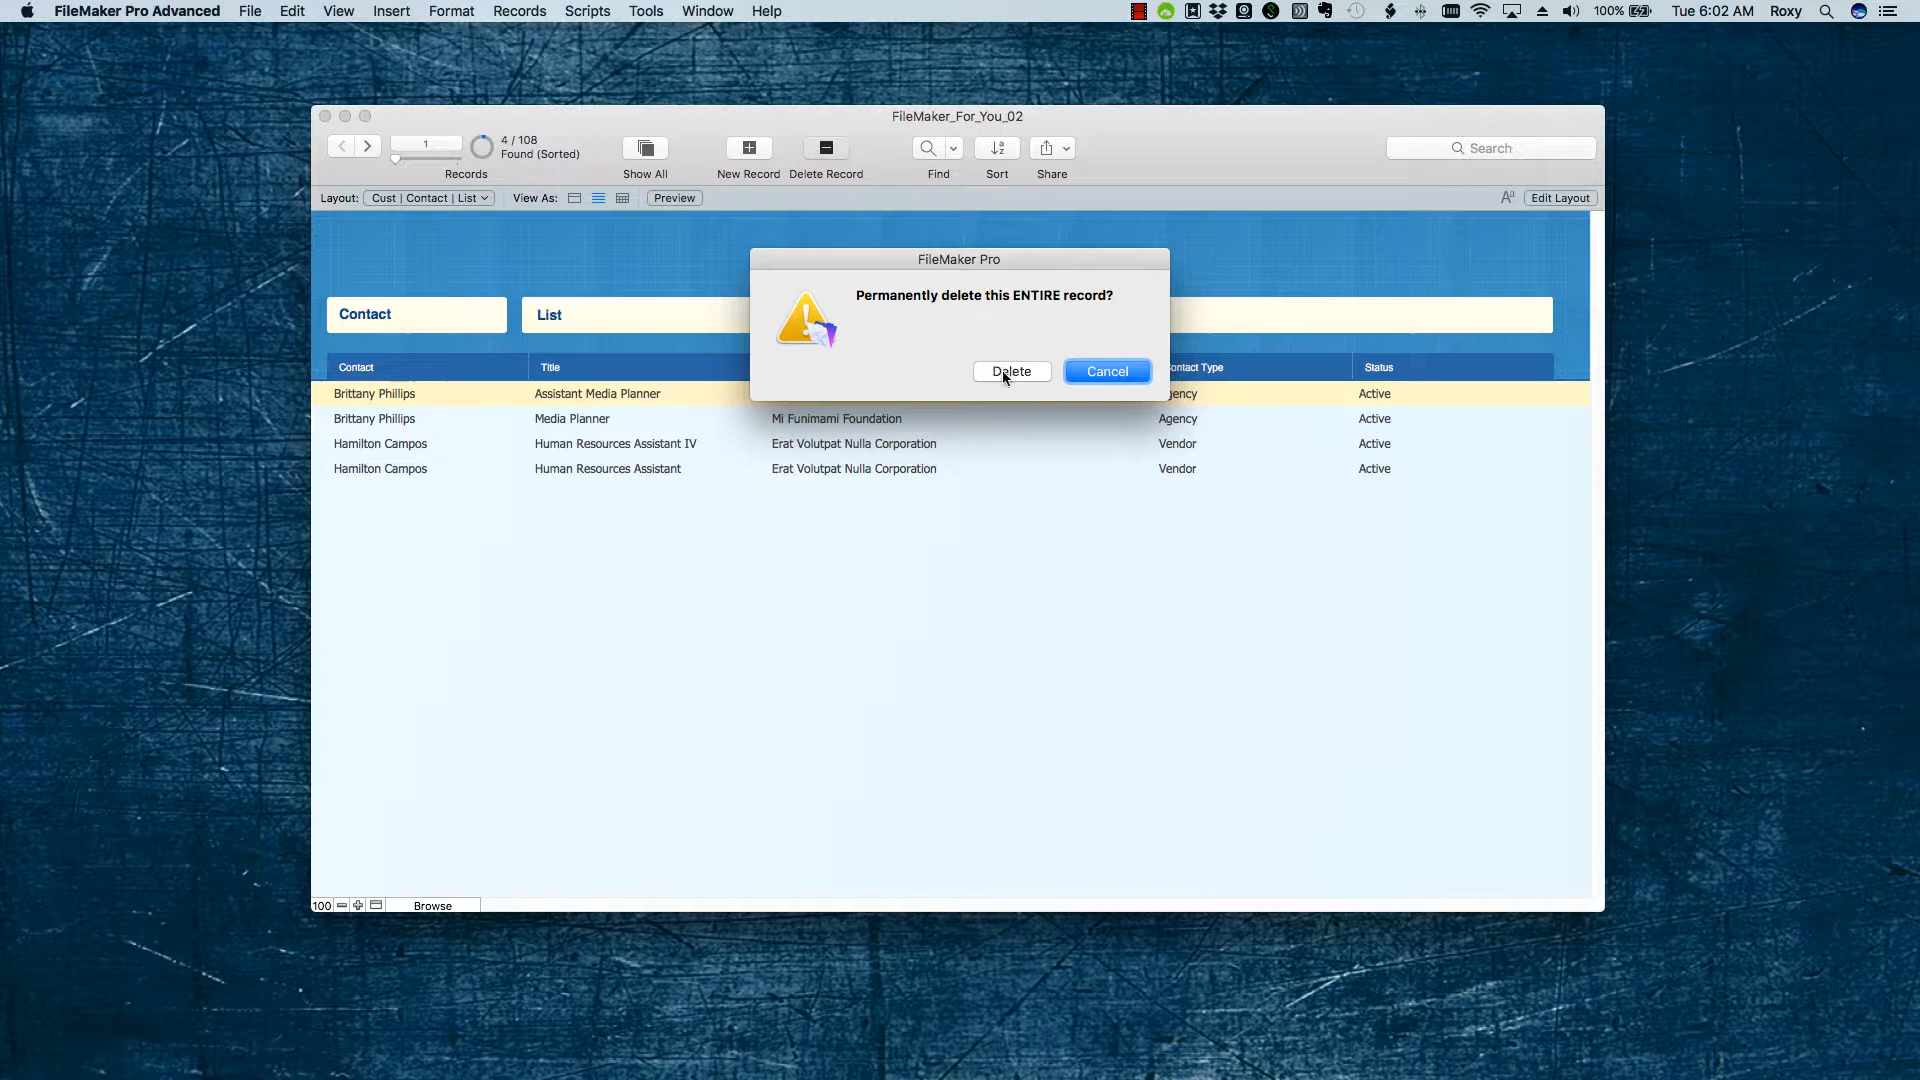 FileMaker Pro Advanced File Edit View Insert Format Records Scripts Tools Window Help 100% Tue 6:02 AM Roxy
FileMaker_For_You_02
1 4 / 108
Found (Sorted)
Search
Records Show All New Record Delete Record Find Sort Share
Layout: Cust | Contact | List View As: Preview Aa Edit Layout
FileMaker Pro
Permanently delete this ENTIRE record?
Delete Cancel
Contact List
Contact Title ontact Type Status
Brittany Phillips Assistant Media Planner gency Active
Brittany Phillips Media Planner Mi Funimami Foundation Agency Active
Hamilton Campos Human Resources Assistant IV Erat Volutpat Nulla Corporation Vendor Active
Hamilton Campos Human Resources Assistant Erat Volutpat Nulla Corporation Vendor Active
100 Browse